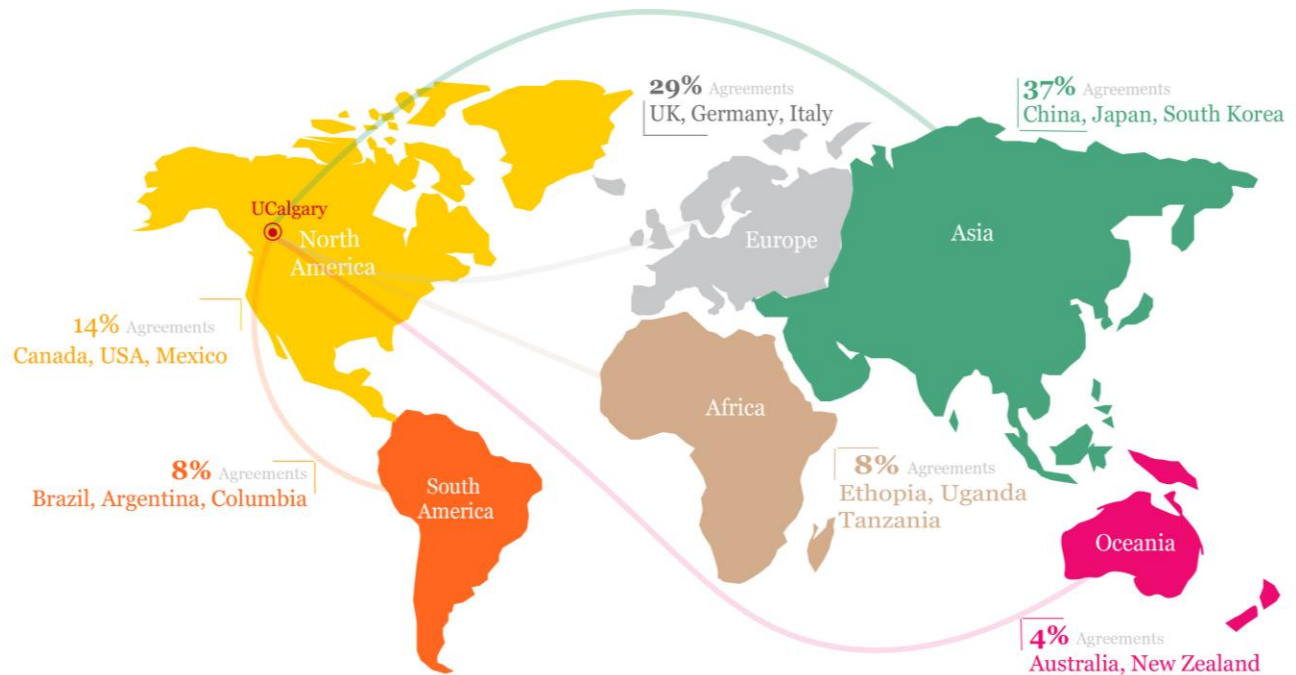 29% Agreements
UK, Germany, Italy
37% Agreements
China, Japan, South Korea
UCalgary
North
America
Europe
Asia
14% Agreements
Canada, USA, Mexico
Africa
8% Agreements
Brazil, Argentina, Columbia
South
America
8% Agreements
Ethopia, Uganda
Tanzania
Oceania
4% Agreements
Australia, New Zealand